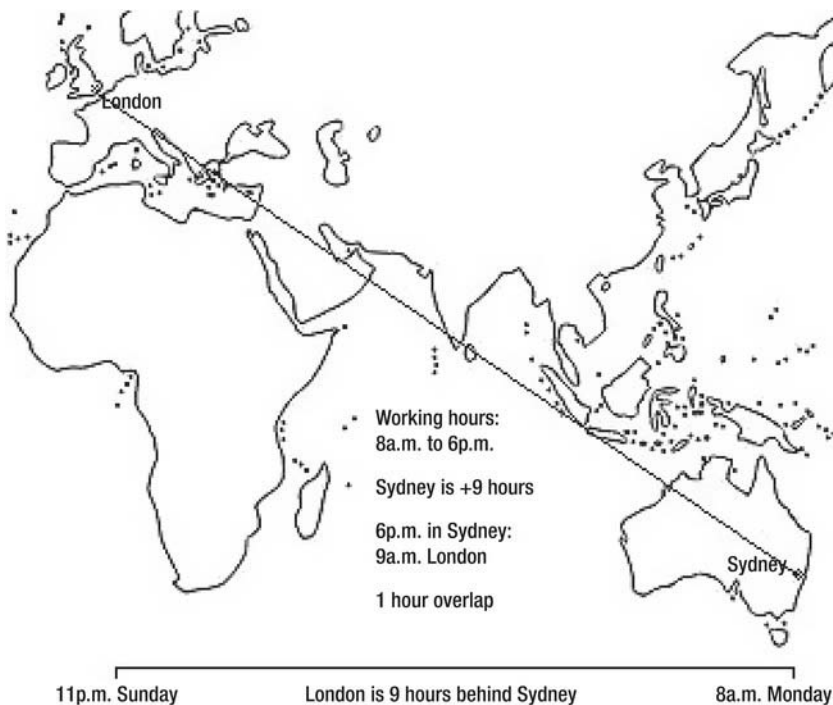 London
Working hours:
8a.m. to 6p.m.
Sydney is +9 hours
6p.m. in Sydney:
9a.m. London
1 hour overlap
Sydney
11p.m. Sunday
London is 9 hours behind Sydney
8a.m. Monday